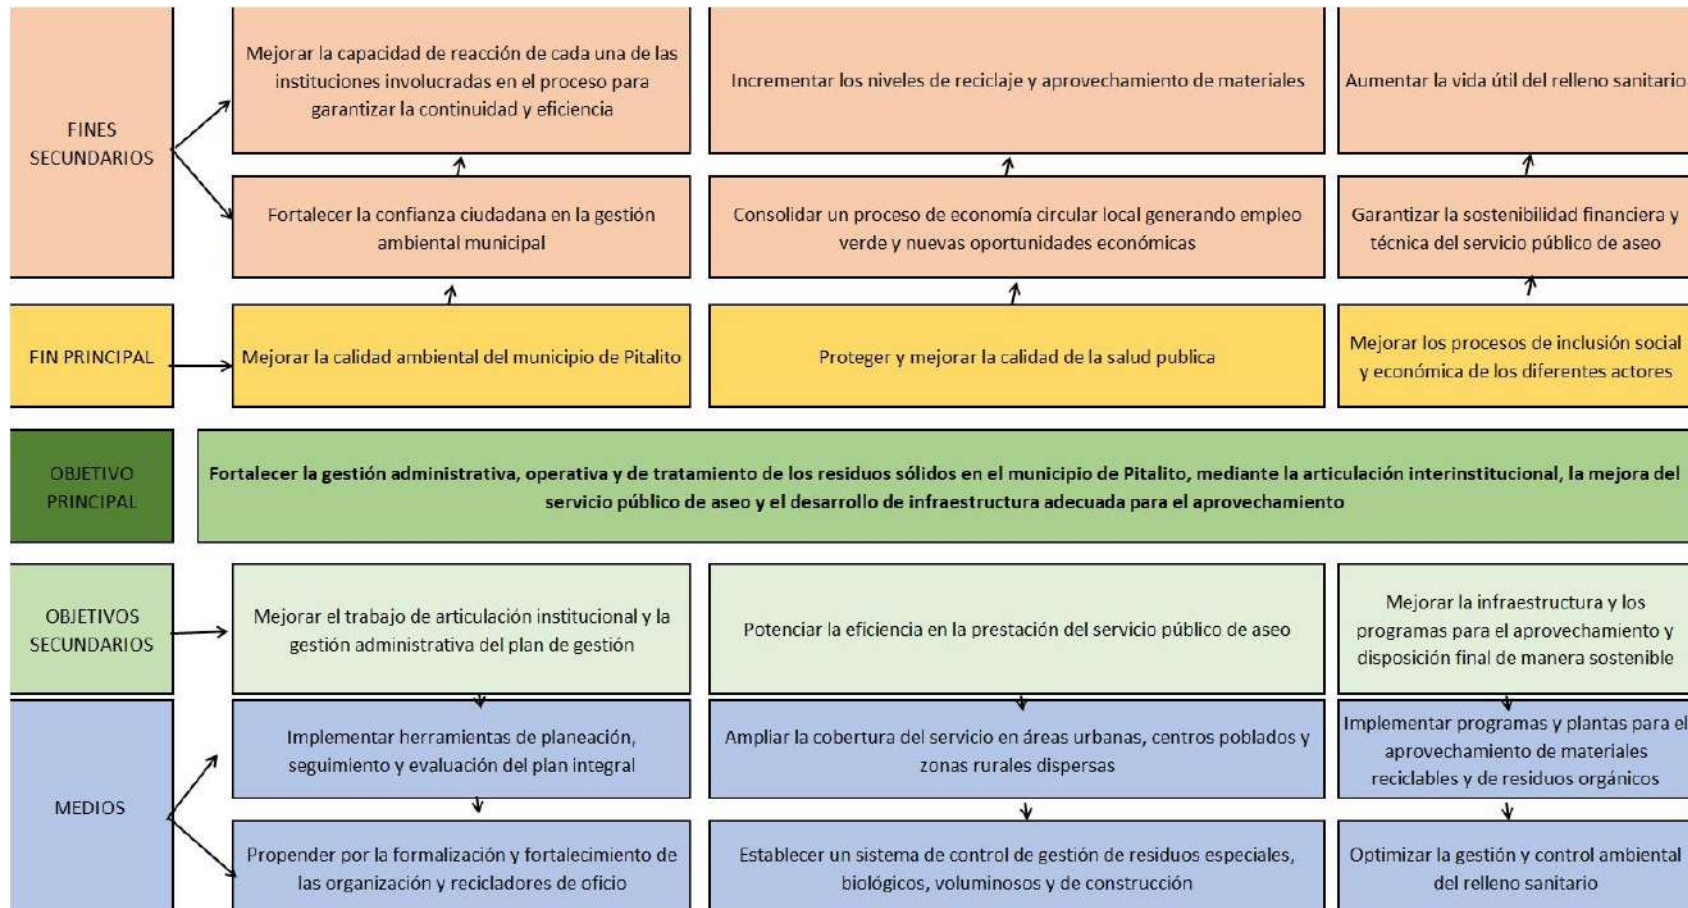 FINES
SECUNDARIOS
Mejorar la capacidad de reacción de cada una de las
instituciones involucradas en el proceso para
garantizar la continuidad y eficiencia
Incrementar los niveles de reciclaje y aprovechamiento de materiales
Aumentar la vida útil del relleno sanitario
Fortalecer la confianza ciudadana en la gestión
ambiental municipal
Consolidar un proceso de economía circular local generando empleo
verde y nuevas oportunidades económicas
Garantizar la sostenibilidad financiera y
técnica del servicio público de aseo
FIN PRINCIPAL
Mejorar la calidad ambiental del municipio de Pitalito
Proteger y mejorar la calidad de la salud publica
Mejorar los procesos de inclusión social
y económica de los diferentes actores
OBJETIVO
PRINCIPAL
Fortalecer la gestión administrativa, operativa y de tratamiento de los residuos sólidos en el municipio de Pitalito, mediante la articulación interinstitucional, la mejora del
servicio público de aseo y el desarrollo de infraestructura adecuada para el aprovechamiento
OBJETIVOS
SECUNDARIOS
Mejorar el trabajo de articulación institucional y la
gestión administrativa del plan de gestión
Potenciar la eficiencia en la prestación del servicio público de aseo
Mejorar la infraestructura y los
programas para el aprovechamiento y
disposición final de manera sostenible
MEDIOS
Implementar herramientas de planeación,
seguimiento y evaluación del plan integral
Ampliar la cobertura del servicio en áreas urbanas, centros poblados y
zonas rurales dispersas
Implementar programas y plantas para el
aprovechamiento de materiales
reciclables y de residuos orgánicos
Propender por la formalización y fortalecimiento de
las organización y recicladores de oficio
Establecer un sistema de control de gestión de residuos especiales,
biológicos, voluminosos y de construcción
Optimizar la gestión y control ambiental
del relleno sanitario